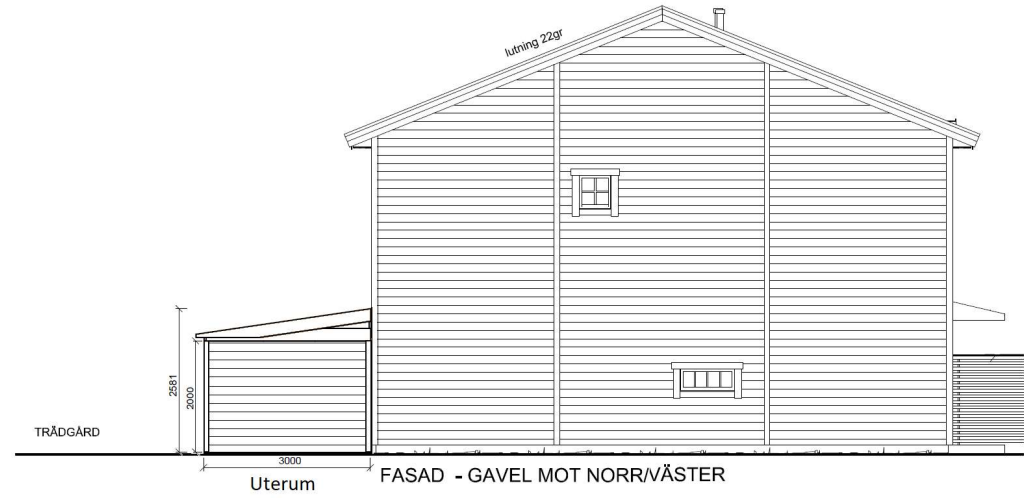 lutning 22gr
2581
2000
TRÄDGÅRD
3000
Uterum
FASAD - GAVEL MOT NORR/VÄSTER